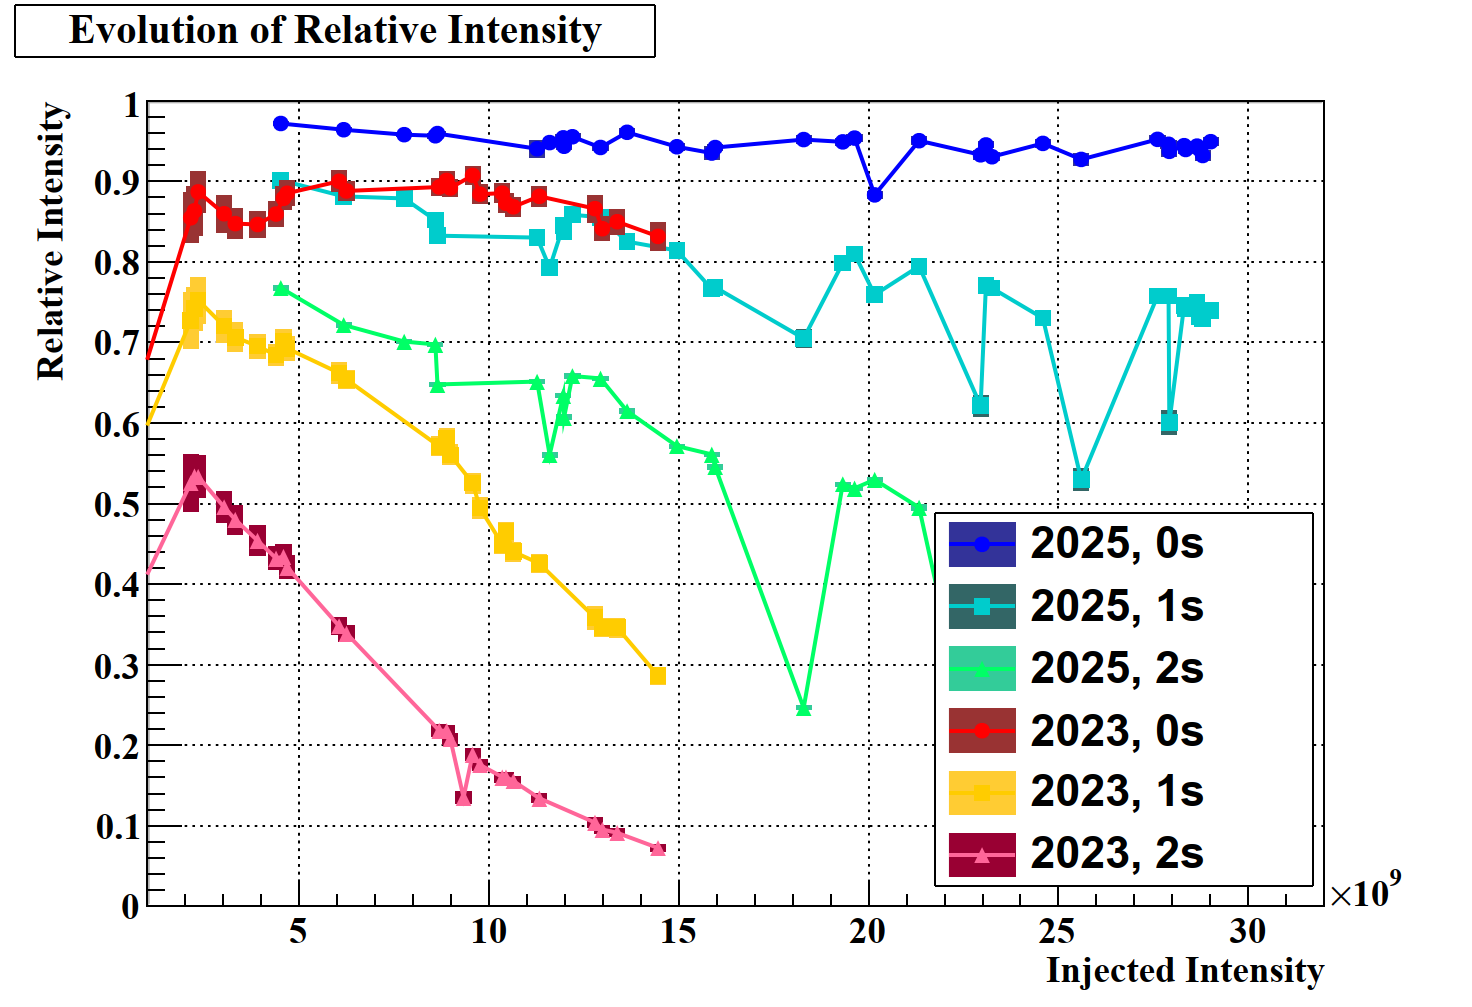 Evolution of Relative Intensity
Relative Intensity
1
0.9
0.8
0.7
0.6
0.5
0.4
0.3
0.2
0.1
0
2025, 0s
2025, 1s
2025, 2s
2023, 0s
2023, 1s
2023, 2s
5 10 15 20 25 30
×10⁹
Injected Intensity